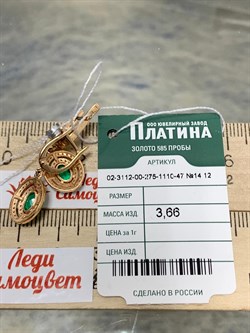 ООО ЮВЕЛИРНЫЙ ЗАВОД
ПЛАТИНА
ЗОЛОТО 585 ПРОБЫ
АРТИКУЛ
02-3112-00-275-1110-47 №14 12
РАЗМЕР
МАССА ИЗД. 3,66
ЦЕНА за 1г
ЦЕНА ИЗД.
СДЕЛАНО В РОССИИ
Леди
самоцвет
Леди